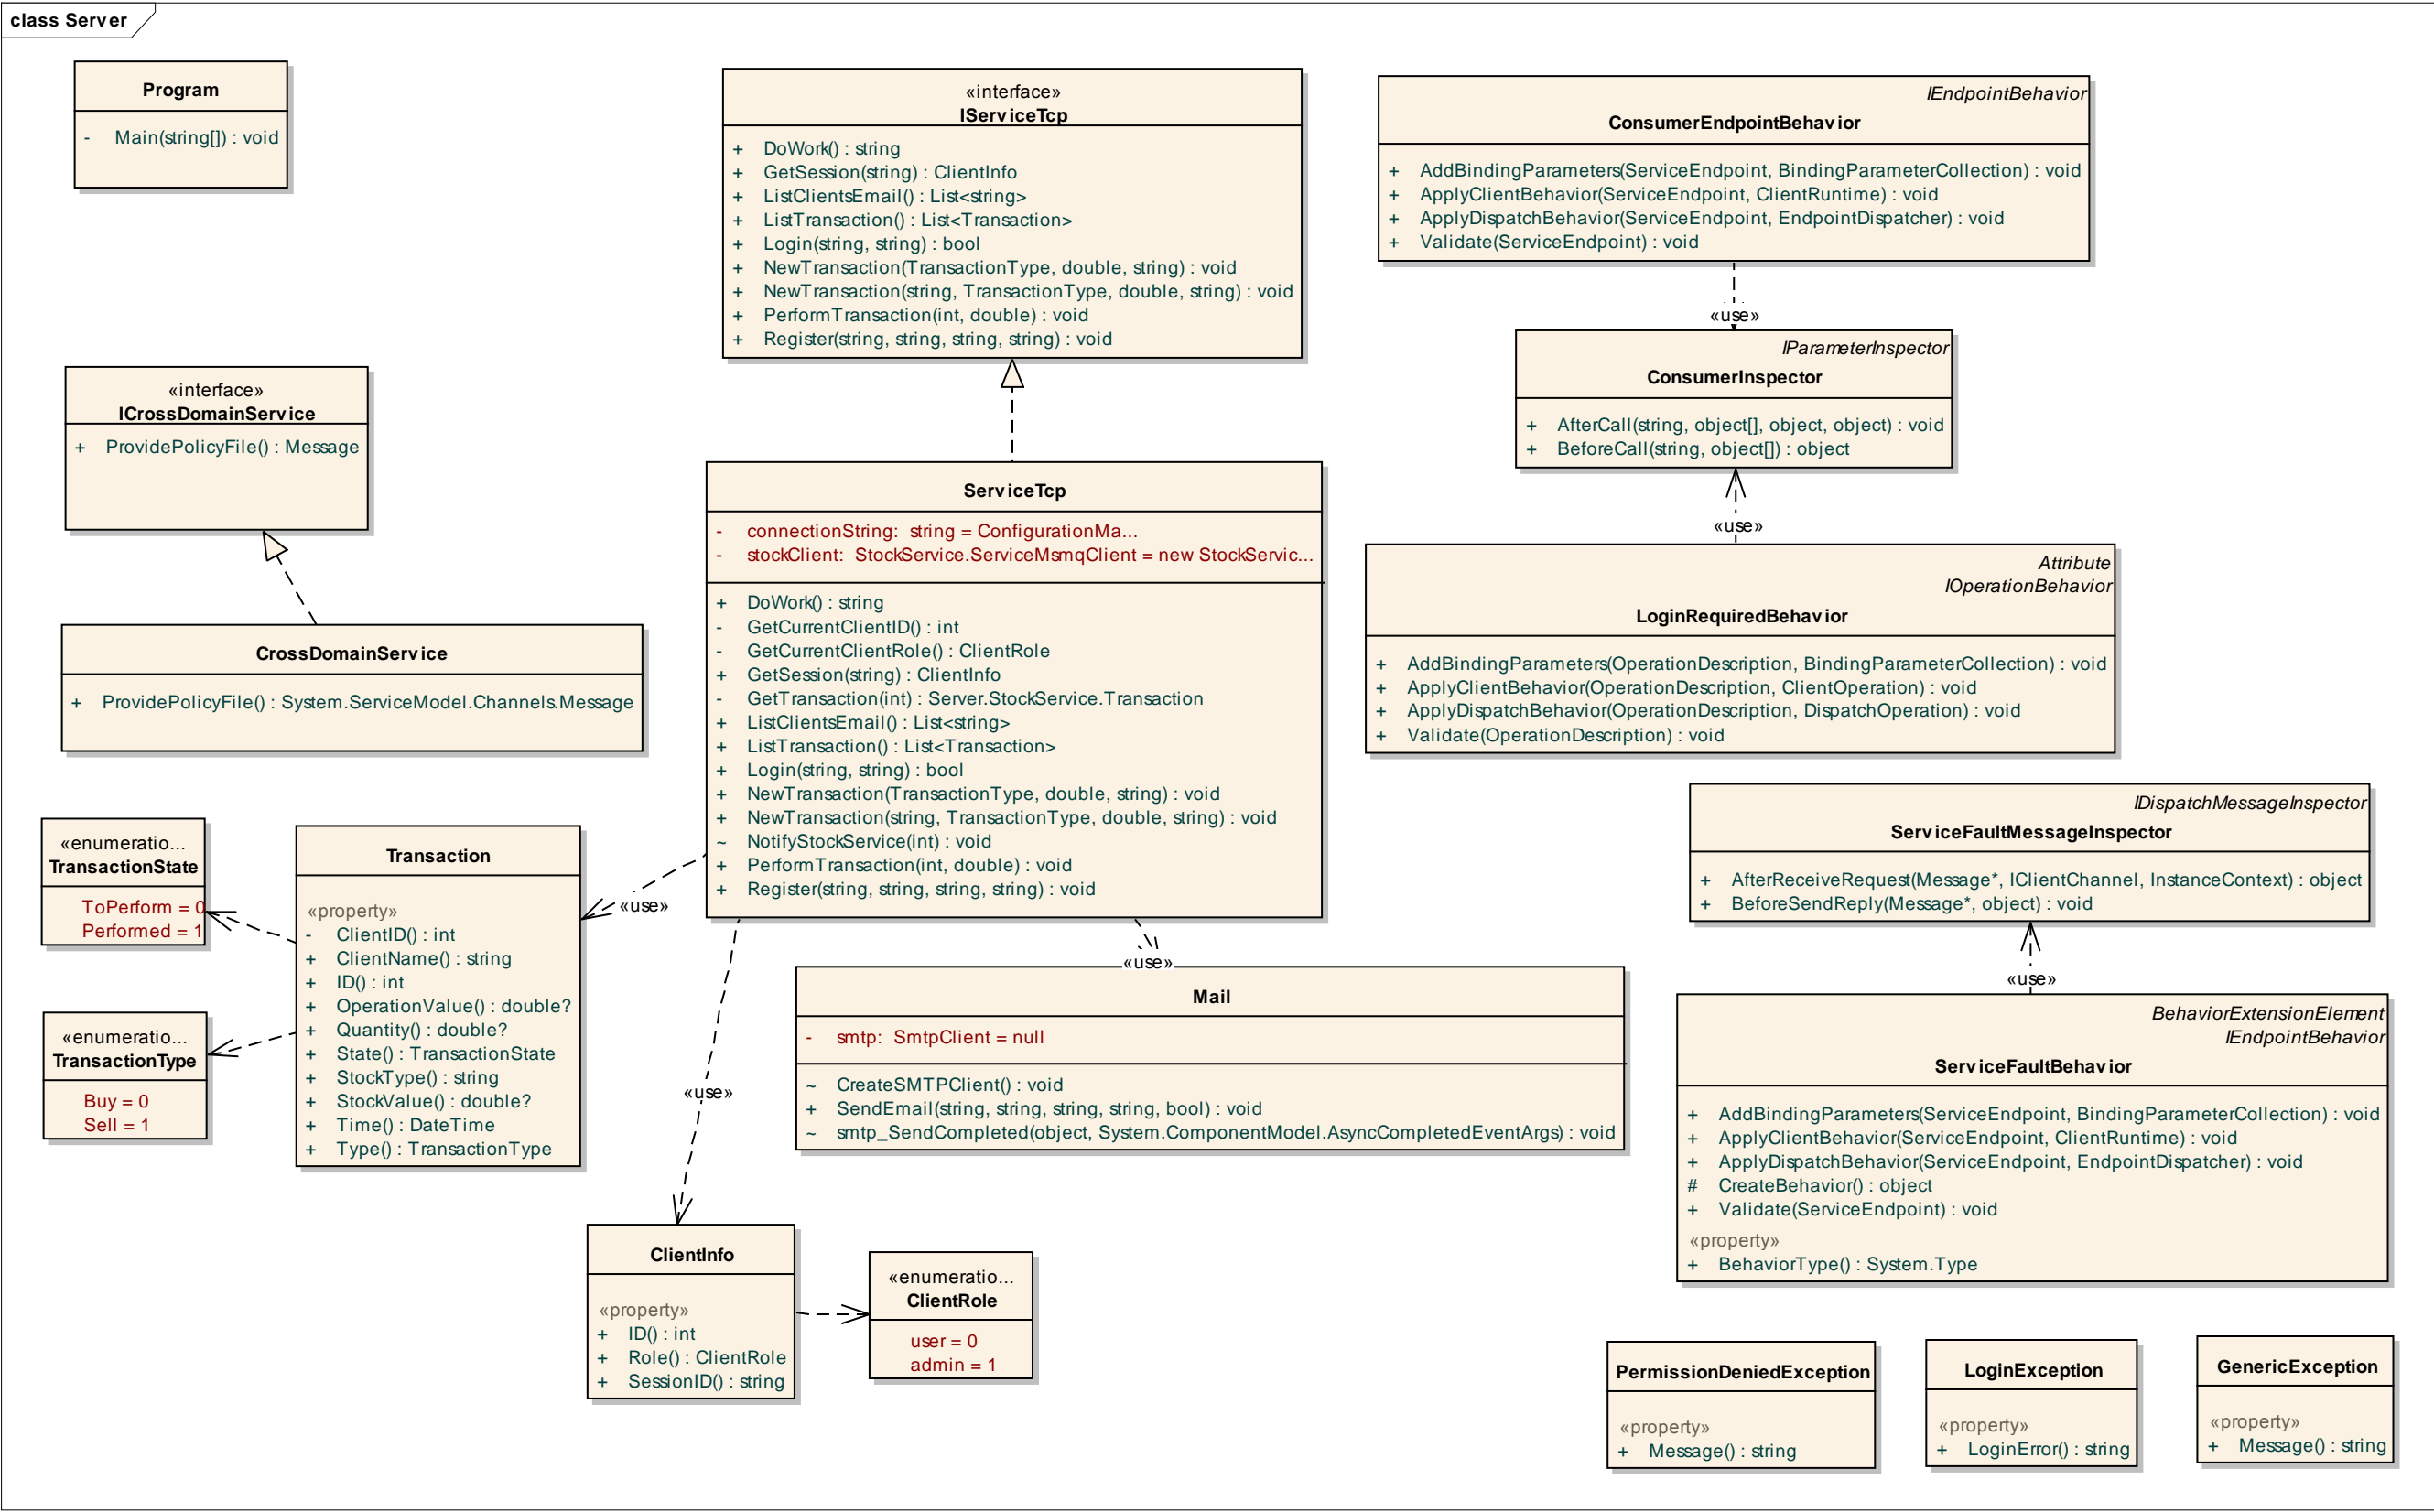 class Server
Program
- Main(string[]) : void
«interface»
IServiceTcp
+ DoWork() : string
+ GetSession(string) : ClientInfo
+ ListClientsEmail() : List<string>
+ ListTransaction() : List<Transaction>
+ Login(string, string) : bool
+ NewTransaction(TransactionType, double, string) : void
+ NewTransaction(string, TransactionType, double, string) : void
+ PerformTransaction(int, double) : void
+ Register(string, string, string, string) : void
IEndpointBehavior
ConsumerEndpointBehavior
+ AddBindingParameters(ServiceEndpoint, BindingParameterCollection) : void
+ ApplyClientBehavior(ServiceEndpoint, ClientRuntime) : void
+ ApplyDispatchBehavior(ServiceEndpoint, EndpointDispatcher) : void
+ Validate(ServiceEndpoint) : void
«use»
IParameterInspector
ConsumerInspector
+ AfterCall(string, object[], object, object) : void
+ BeforeCall(string, object[]) : object
«use»
«interface»
ICrossDomainService
+ ProvidePolicyFile() : Message
CrossDomainService
+ ProvidePolicyFile() : System.ServiceModel.Channels.Message
ServiceTcp
- connectionString: string = ConfigurationMa...
- stockClient: StockService.ServiceMsmqClient = new StockServic...
+ DoWork() : string
- GetCurrentClientID() : int
- GetCurrentClientRole() : ClientRole
+ GetSession(string) : ClientInfo
- GetTransaction(int) : Server.StockService.Transaction
+ ListClientsEmail() : List<string>
+ ListTransaction() : List<Transaction>
+ Login(string, string) : bool
+ NewTransaction(TransactionType, double, string) : void
+ NewTransaction(string, TransactionType, double, string) : void
~ NotifyStockService(int) : void
+ PerformTransaction(int, double) : void
+ Register(string, string, string, string) : void
Attribute
IOperationBehavior
LoginRequiredBehavior
+ AddBindingParameters(OperationDescription, BindingParameterCollection) : void
+ ApplyClientBehavior(OperationDescription, ClientOperation) : void
+ ApplyDispatchBehavior(OperationDescription, DispatchOperation) : void
+ Validate(OperationDescription) : void
IDispatchMessageInspector
ServiceFaultMessageInspector
+ AfterReceiveRequest(Message*, IClientChannel, InstanceContext) : object
+ BeforeSendReply(Message*, object) : void
«use»
«enumeratio...
TransactionState
ToPerform = 0
Performed = 1
«enumeratio...
TransactionType
Buy = 0
Sell = 1
Transaction
«property»
- ClientID() : int
+ ClientName() : string
+ ID() : int
+ OperationValue() : double?
+ Quantity() : double?
+ State() : TransactionState
+ StockType() : string
+ StockValue() : double?
+ Time() : DateTime
+ Type() : TransactionType
«use»
«use»
«use»
Mail
- smtp: SmtpClient = null
~ CreateSMTPClient() : void
+ SendEmail(string, string, string, string, bool) : void
~ smtp_SendCompleted(object, System.ComponentModel.AsyncCompletedEventArgs) : void
BehaviorExtensionElement
IEndpointBehavior
ServiceFaultBehavior
+ AddBindingParameters(ServiceEndpoint, BindingParameterCollection) : void
+ ApplyClientBehavior(ServiceEndpoint, ClientRuntime) : void
+ ApplyDispatchBehavior(ServiceEndpoint, EndpointDispatcher) : void
# CreateBehavior() : object
+ Validate(ServiceEndpoint) : void
«property»
+ BehaviorType() : System.Type
ClientInfo
«property»
+ ID() : int
+ Role() : ClientRole
+ SessionID() : string
«enumeratio...
ClientRole
user = 0
admin = 1
PermissionDeniedException
«property»
+ Message() : string
LoginException
«property»
+ LoginError() : string
GenericException
«property»
+ Message() : string